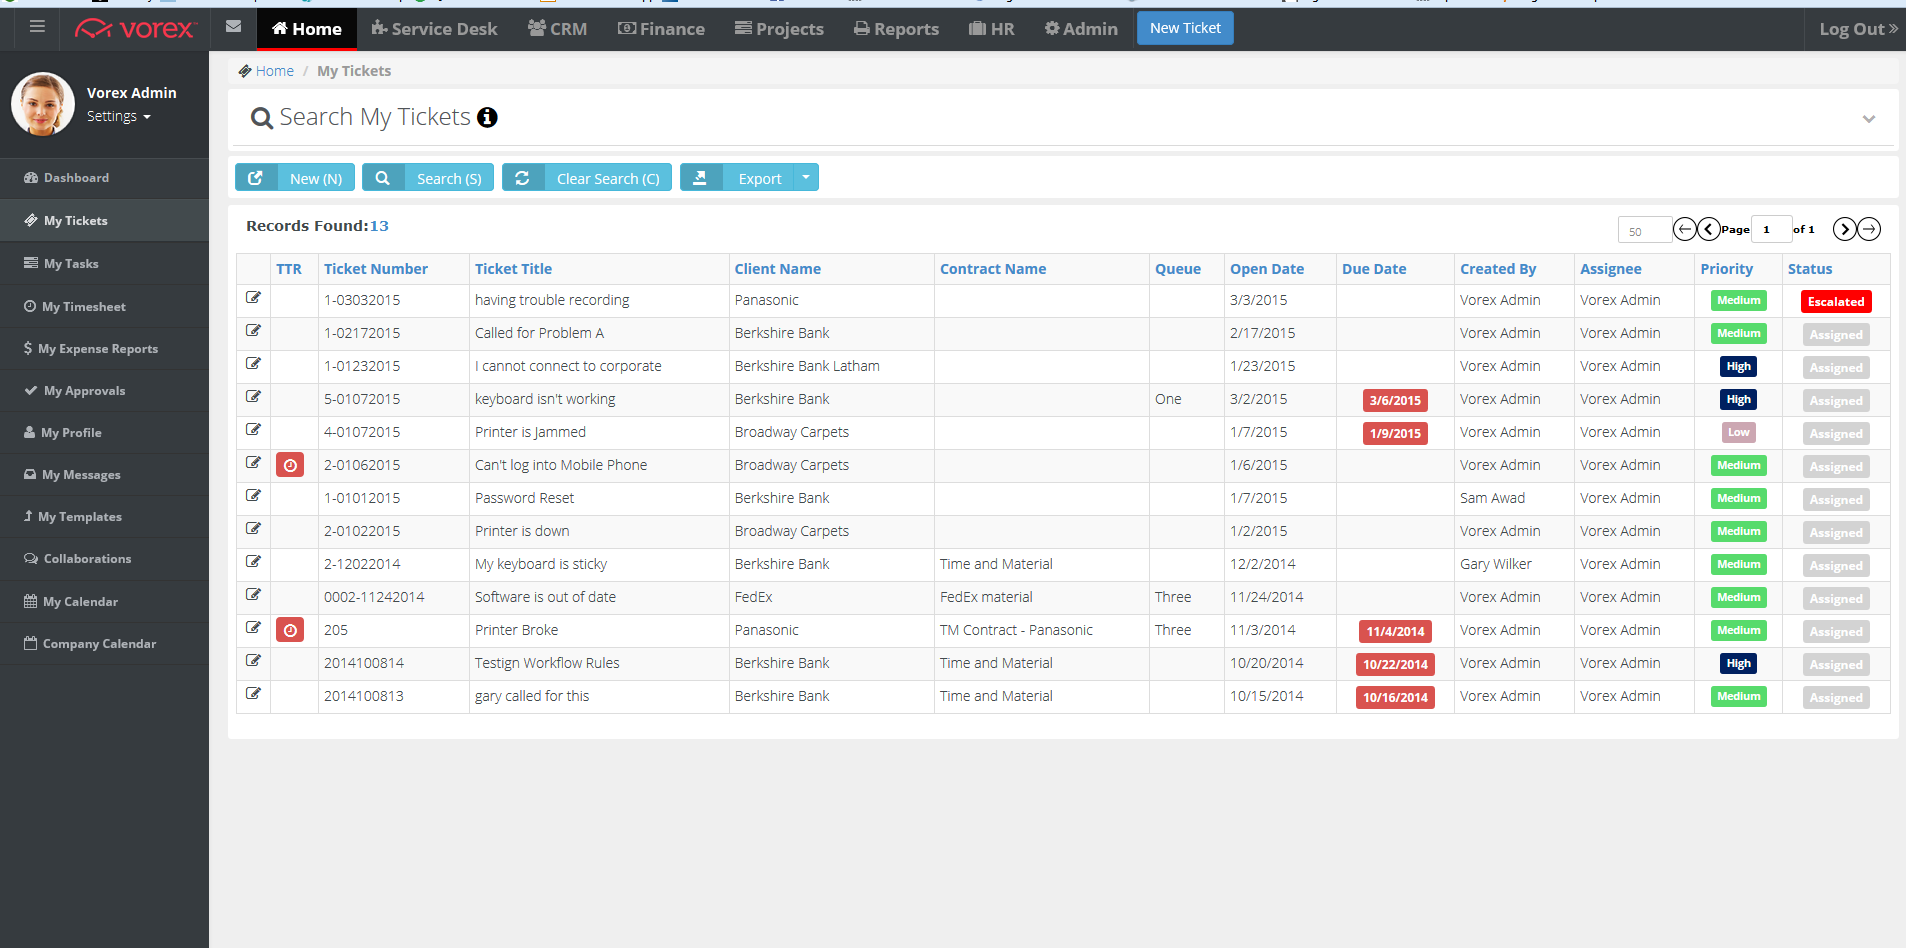 vorex
Home Service Desk CRM Finance Projects Reports HR Admin New Ticket Log Out
Vorex Admin
Settings
Dashboard
My Tickets
My Tasks
My Timesheet
My Expense Reports
My Approvals
My Profile
My Messages
My Templates
Collaborations
My Calendar
Company Calendar
Home / My Tickets
Search My Tickets
New (N) Search (S) Clear Search (C) Export
Records Found:13 50 Page 1 of 1
TTR Ticket Number Ticket Title Client Name Contract Name Queue Open Date Due Date Created By Assignee Priority Status
1-03032015 having trouble recording Panasonic 3/3/2015 Vorex Admin Vorex Admin Medium Escalated
1-02172015 Called for Problem A Berkshire Bank 2/17/2015 Vorex Admin Vorex Admin Medium Assigned
1-01232015 I cannot connect to corporate Berkshire Bank Latham 1/23/2015 Vorex Admin Vorex Admin High Assigned
5-01072015 keyboard isn't working Berkshire Bank One 3/2/2015 3/6/2015 Vorex Admin Vorex Admin High Assigned
4-01072015 Printer is Jammed Broadway Carpets 1/7/2015 1/9/2015 Vorex Admin Vorex Admin Low Assigned
2-01062015 Can't log into Mobile Phone Broadway Carpets 1/6/2015 Vorex Admin Vorex Admin Medium Assigned
1-01012015 Password Reset Berkshire Bank 1/7/2015 Sam Awad Vorex Admin Medium Assigned
2-01022015 Printer is down Broadway Carpets 1/2/2015 Vorex Admin Vorex Admin Medium Assigned
2-12022014 My keyboard is sticky Berkshire Bank Time and Material 12/2/2014 Gary Wilker Vorex Admin Medium Assigned
0002-11242014 Software is out of date FedEx FedEx material Three 11/24/2014 Vorex Admin Vorex Admin Medium Assigned
205 Printer Broke Panasonic TM Contract - Panasonic Three 11/3/2014 11/4/2014 Vorex Admin Vorex Admin Medium Assigned
2014100814 Testign Workflow Rules Berkshire Bank Time and Material 10/20/2014 10/22/2014 Vorex Admin Vorex Admin High Assigned
2014100813 gary called for this Berkshire Bank Time and Material 10/15/2014 10/16/2014 Vorex Admin Vorex Admin Medium Assigned